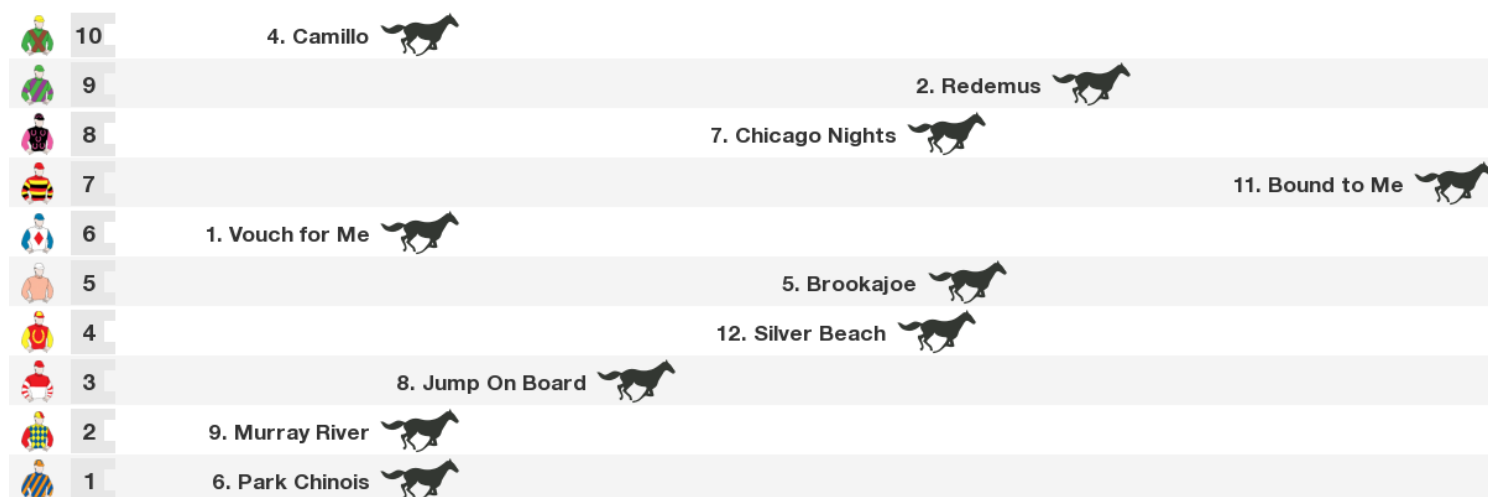 10 4. Camillo
9 2. Redemus
8 7. Chicago Nights
7 11. Bound to Me
6 1. Vouch for Me
5 5. Brookajoe
4 12. Silver Beach
3 8. Jump On Board
2 9. Murray River
1 6. Park Chinois